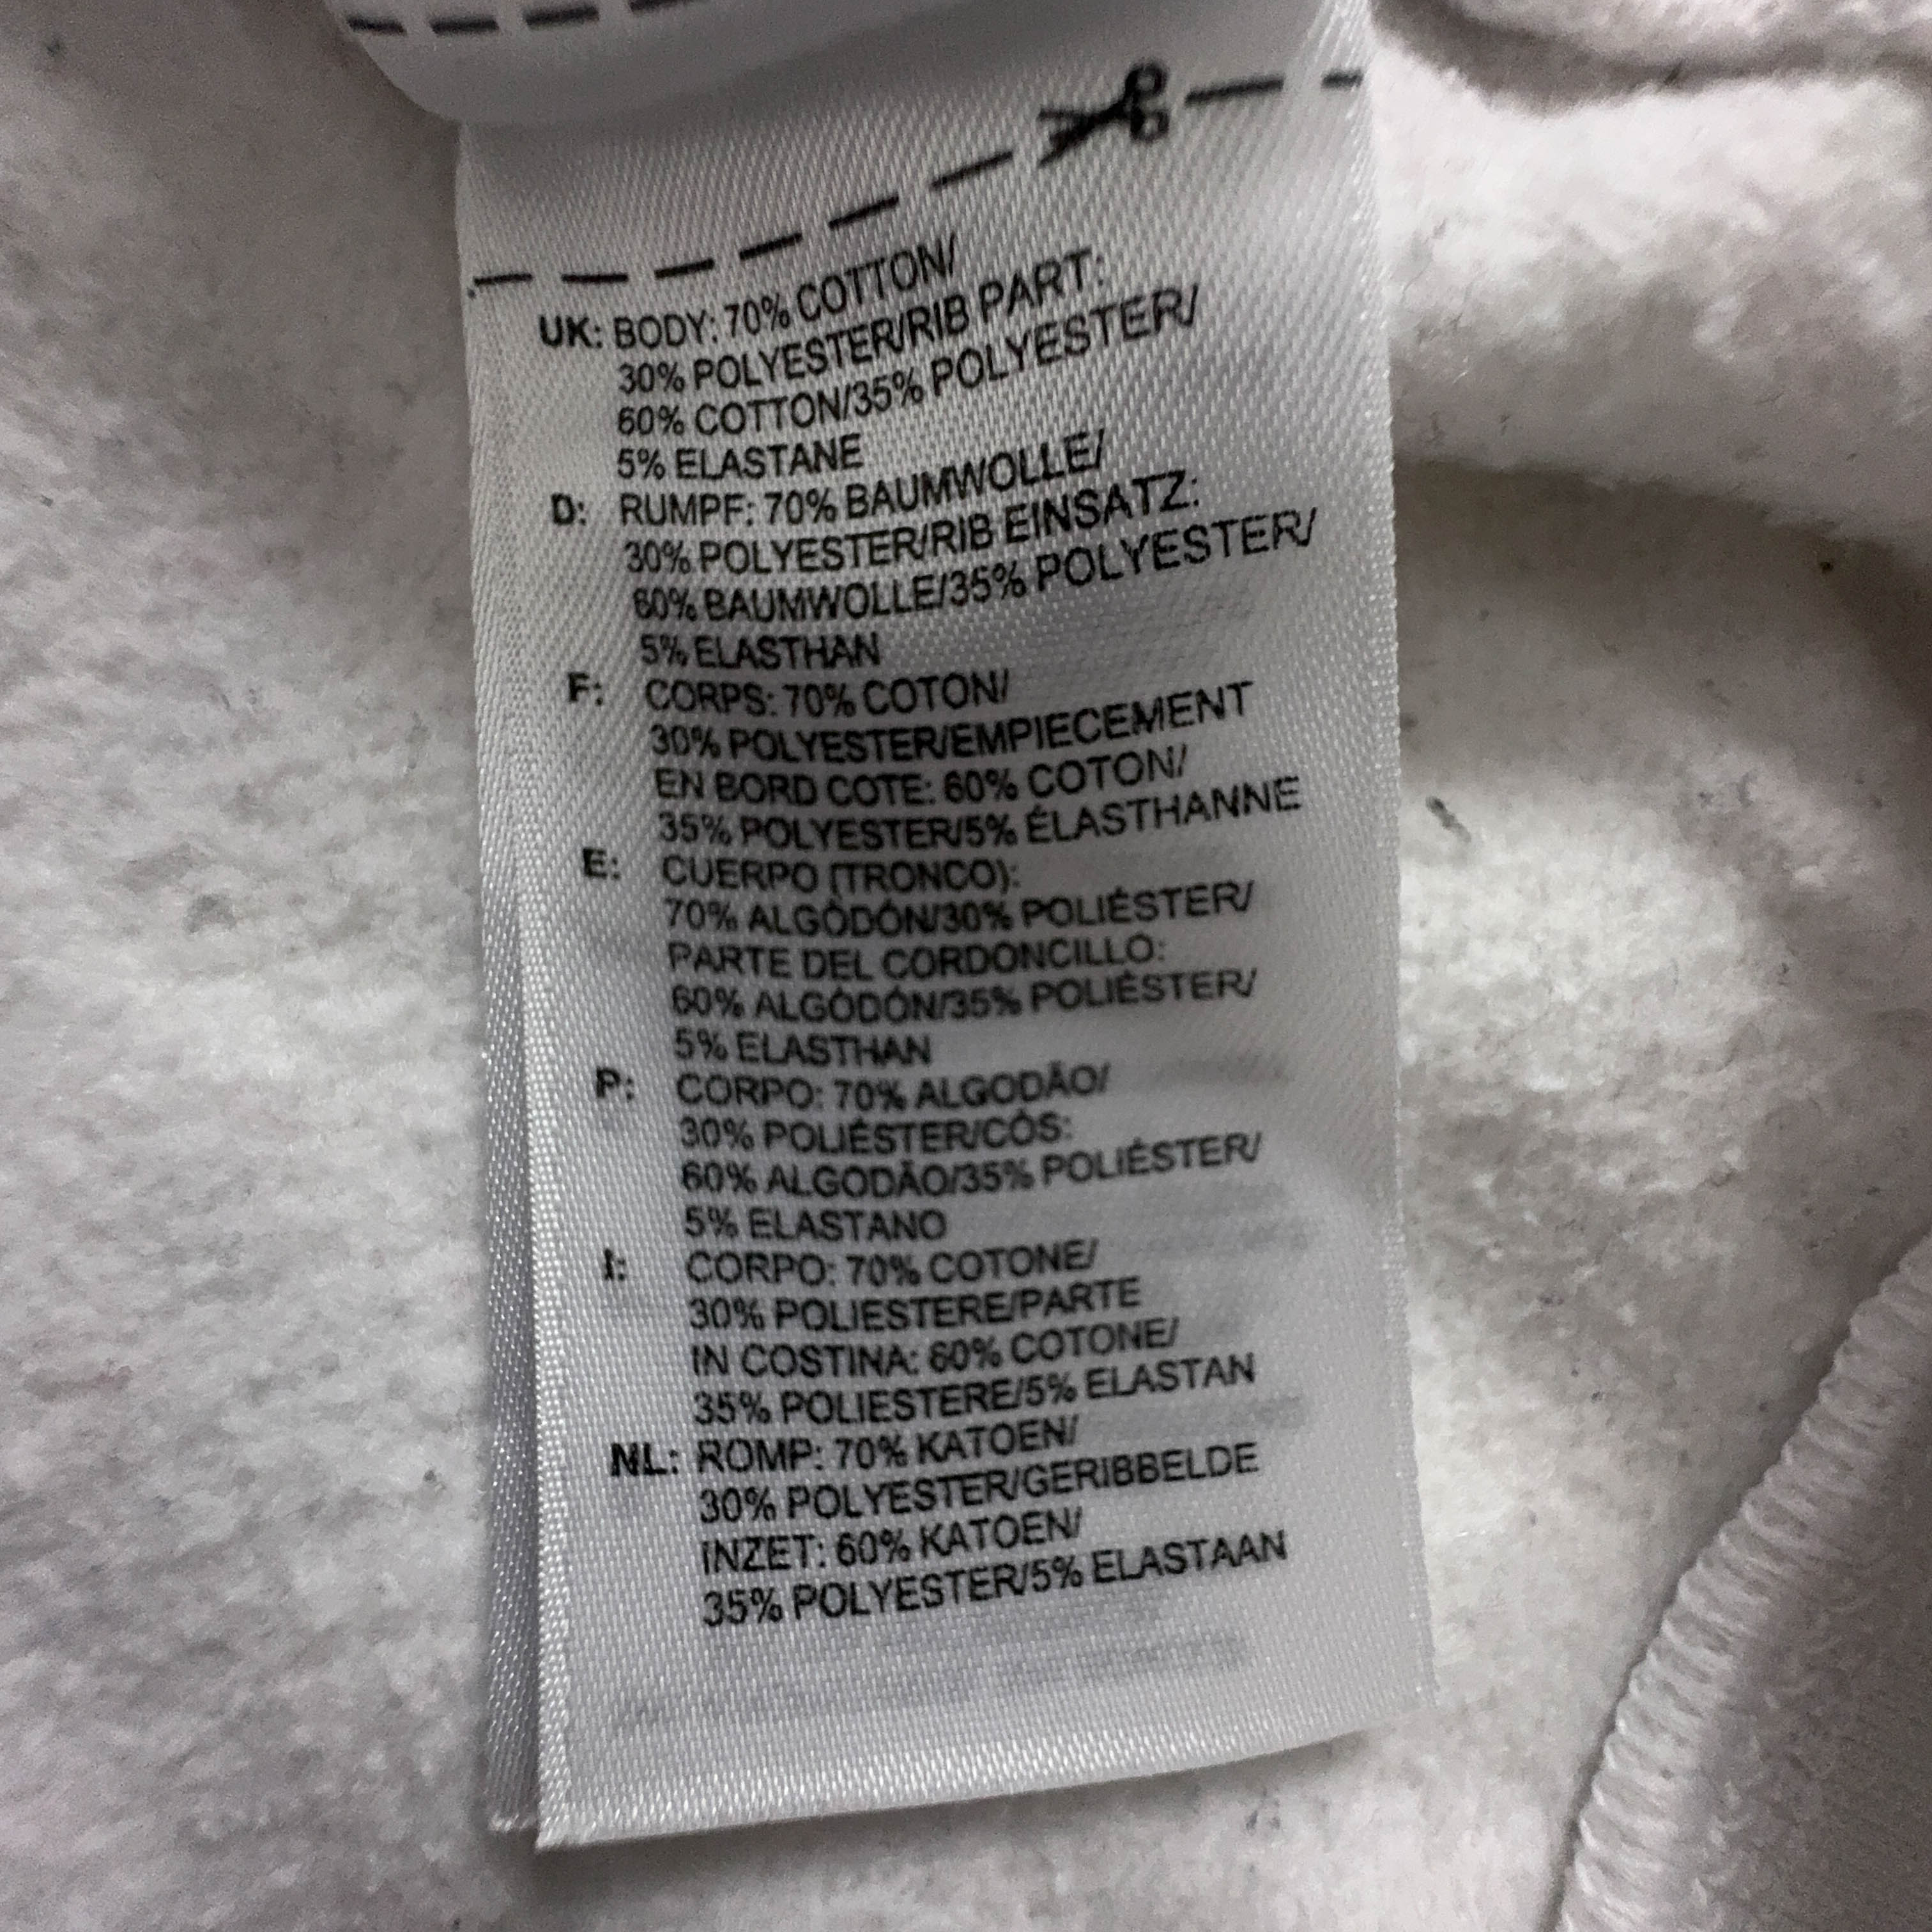 UK: BODY: 70% COTTON/
30% POLYESTER/RIB PART:
60% COTTON/35% POLYESTER/
5% ELASTANE
D: RUMPF: 70% BAUMWOLLE/
30% POLYESTER/RIB EINSATZ:
60% BAUMWOLLE/35% POLYESTER/
5% ELASTHAN
F: CORPS: 70% COTON/
30% POLYESTER/EMPIECEMENT
EN BORD COTE: 60% COTON/
35% POLYESTER/5% ÉLASTHANNE
E: CUERPO (TRONCO):
70% ALGÓDÓN/30% POLIÉSTER/
PARTE DEL CORDONCILLO:
60% ALGÓDÓN/35% POLIÉSTER/
5% ELASTHAN
P: CORPO: 70% ALGODÃO/
30% POLIÉSTER/CÓS:
60% ALGODÃO/35% POLIÉSTER/
5% ELASTANO
I: CORPO: 70% COTONE/
30% POLIESTERE/PARTE
IN COSTINA: 60% COTONE/
35% POLIESTERE/5% ELASTAN
NL: ROMP: 70% KATOEN/
30% POLYESTER/GERIBBELDE
INZET: 60% KATOEN/
35% POLYESTER/5% ELASTAAN